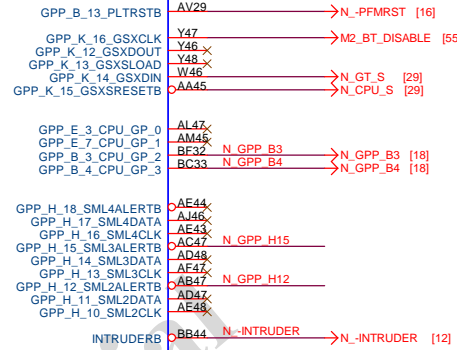 GPP_B_13_PLTRSTB AV29 N_-PFMRST [16]
GPP_K_16_GSXCLK Y47 M2_BT_DISABLE [55
GPP_K_12_GSXDOUT Y46
GPP_K_13_GSXSLOAD Y48
GPP_K_14_GSXDIN W46 N_GT_S [29]
GPP_K_15_GSXSRESETB AA45 N_CPU_S [29]
GPP_E_3_CPU_GP_0 AL47
GPP_E_7_CPU_GP_1 AM45
GPP_B_3_CPU_GP_2 BF32 N_GPP_B3 N_GPP_B3 [18]
GPP_B_4_CPU_GP_3 BC33 N_GPP_B4 N_GPP_B4 [18]
GPP_H_18_SML4ALERTB AE44
GPP_H_17_SML4DATA AJ46
GPP_H_16_SML4CLK AE43
GPP_H_15_SML3ALERTB AC47 N_GPP_H15
GPP_H_14_SML3DATA AD48
GPP_H_13_SML3CLK AF47
GPP_H_12_SML2ALERTB AB47 N_GPP_H12
GPP_H_11_SML2DATA AD47
GPP_H_10_SML2CLK AE48
INTRUDERB BB44 N_-INTRUDER N_-INTRUDER [12]